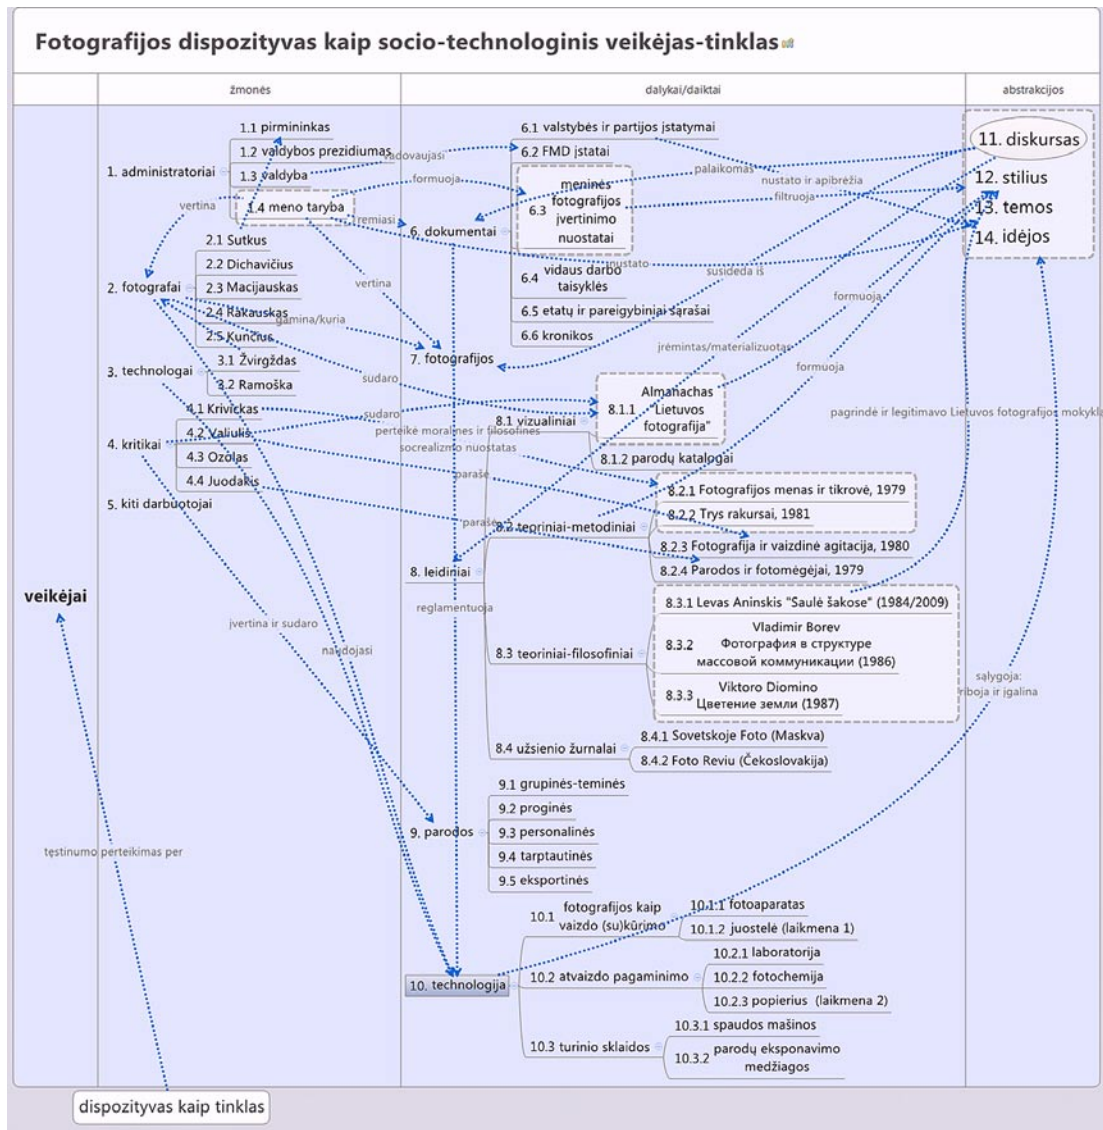 Fotografijos dispozityvas kaip socio-technologinis veikėjas-tinklas
žmonės
dalykai/daiktai
abstrakcijos
veikėjai
1. administratoriai
1.1 pirmininkas
1.2 valdybos prezidiumas
1.3 valdyba
1.4 meno taryba
2. fotografai
2.1 Sutkus
2.2 Dichavičius
2.3 Macijauskas
2.4 Rakauskas
2.5 Kunčius
3. technologai
3.1 Žvirgždas
3.2 Ramoška
4. kritikai
4.1 Krivickas
4.2 Valiulis
4.3 Ozolas
4.4 Juodakis
5. kiti darbuotojai
6. dokumentai
6.1 valstybės ir partijos įstatymai
6.2 FMD įstatai
6.3
meninės
fotografijos
įvertinimo
nuostatai
6.4
vidaus darbo
taisyklės
6.5 etatų ir pareigybiniai sąrašai
6.6 kronikos
7. fotografijos
8. leidiniai
8.1 vizualiniai
8.1.1
Almanachas
"Lietuvos
fotografija"
8.1.2 parodų katalogai
8.2 teoriniai-metodiniai
8.2.1 Fotografijos menas ir tikrovė, 1979
8.2.2 Trys rakursai, 1981
8.2.3 Fotografija ir vaizdinė agitacija, 1980
8.2.4 Parodos ir fotomėgėjai, 1979
8.3 teoriniai-filosofiniai
8.3.1 Levas Aninskis "Saulė šakose" (1984/2009)
8.3.2
Vladimir Borev
Фотография в структуре
массовой коммуникации (1986)
8.3.3
Viktoro Diomino
Цветение земли (1987)
8.4 užsienio žurnalai
8.4.1 Sovetskoje Foto (Maskva)
8.4.2 Foto Reviu (Čekoslovakija)
9. parodos
9.1 grupinės-teminės
9.2 proginės
9.3 personalinės
9.4 tarptautinės
9.5 eksportinės
10. technologija
10.1
fotografijos kaip
vaizdo (su)kūrimo
10.1.1 fotoaparatas
10.1.2 juostelė (laikmena 1)
10.2 atvaizdo pagaminimo
10.2.1 laboratorija
10.2.2 fotochemija
10.2.3 popierius (laikmena 2)
10.3 turinio sklaidos
10.3.1 spaudos mašinos
10.3.2
parodų eksponavimo
medžiagos
11. diskursas
12. stilius
13. temos
14. idėjos
vadovaujasi
formuoja
vertina
remiasi
vertina
gamina/kuria
sudaro
sudaro
perteikė moralines ir filosofines
socrealizmo nuostatas
parašė
parašė
reglamentuoja
įvertina ir sudaro
naudojasi
palaikomas
nustato ir apibrėžia
filtruoja
nustato
susideda iš
formuoja
įrėmintas/materializuotas
formuoja
pagrindė ir legitimavo Lietuvos fotografijos mokyklą
sąlygoja:
riboja ir įgalina
tęstinumo perteikimas per
dispozityvas kaip tinklas